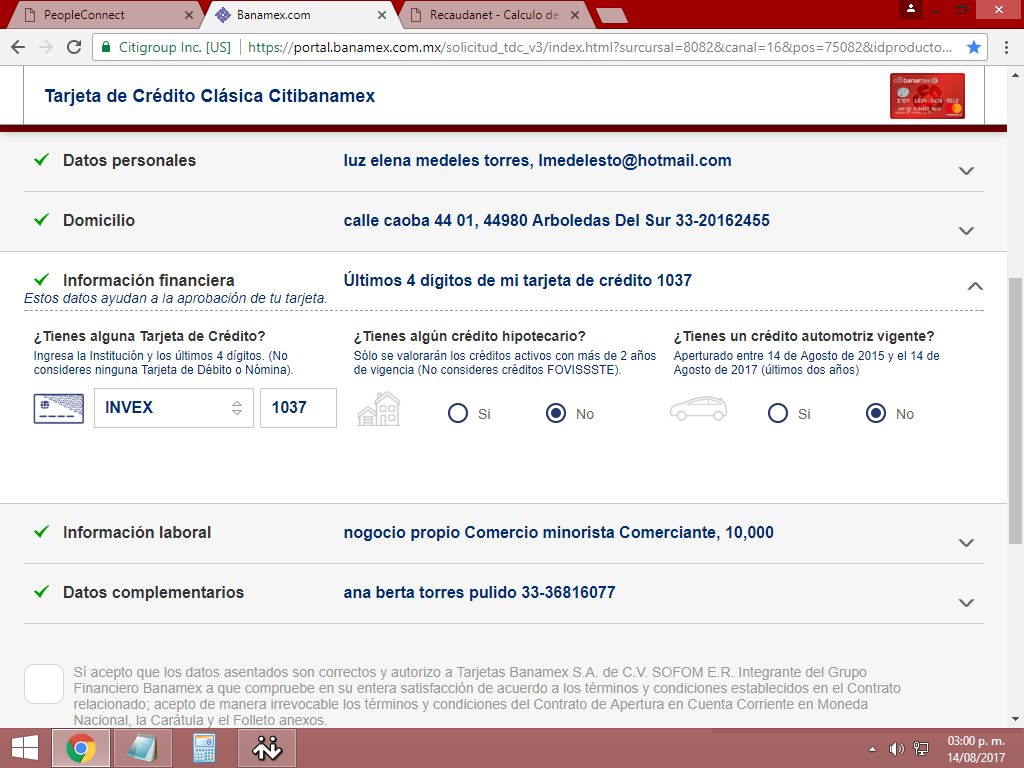 PeopleConnect
Banamex.com
Recaudanet - Calculo de
Citigroup Inc. [US]
https://portal.banamex.com.mx/solicitud_tdc_v3/index.html?surcursal=8082&canal=16&pos=75082&idproducto...
Tarjeta de Crédito Clásica Citibanamex
citibanamex
Datos personales
luz elena medeles torres, lmedelesto@hotmail.com
Domicilio
calle caoba 44 01, 44980 Arboledas Del Sur 33-20162455
Información financiera
Últimos 4 dígitos de mi tarjeta de crédito 1037
Estos datos ayudan a la aprobación de tu tarjeta.
¿Tienes alguna Tarjeta de Crédito?
Ingresa la Institución y los últimos 4 dígitos. (No
consideres ninguna Tarjeta de Débito o Nómina).
INVEX
1037
¿Tienes algún crédito hipotecario?
Sólo se valorarán los créditos activos con más de 2 años
de vigencia (No consideres créditos FOVISSSTE).
Si
No
¿Tienes un crédito automotriz vigente?
Aperturado entre 14 de Agosto de 2015 y el 14 de
Agosto de 2017 (últimos dos años)
Si
No
Información laboral
nogocio propio Comercio minorista Comerciante, 10,000
Datos complementarios
ana berta torres pulido 33-36816077
Sí acepto que los datos asentados son correctos y autorizo a Tarjetas Banamex S.A. de C.V. SOFOM E.R. Integrante del Grupo
Financiero Banamex a que compruebe en su entera satisfacción de acuerdo a los términos y condiciones establecidos en el Contrato
relacionado; acepto de manera irrevocable los términos y condiciones del Contrato de Apertura en Cuenta Corriente en Moneda
Nacional, la Carátula y el Folleto anexos.
03:00 p. m.
14/08/2017